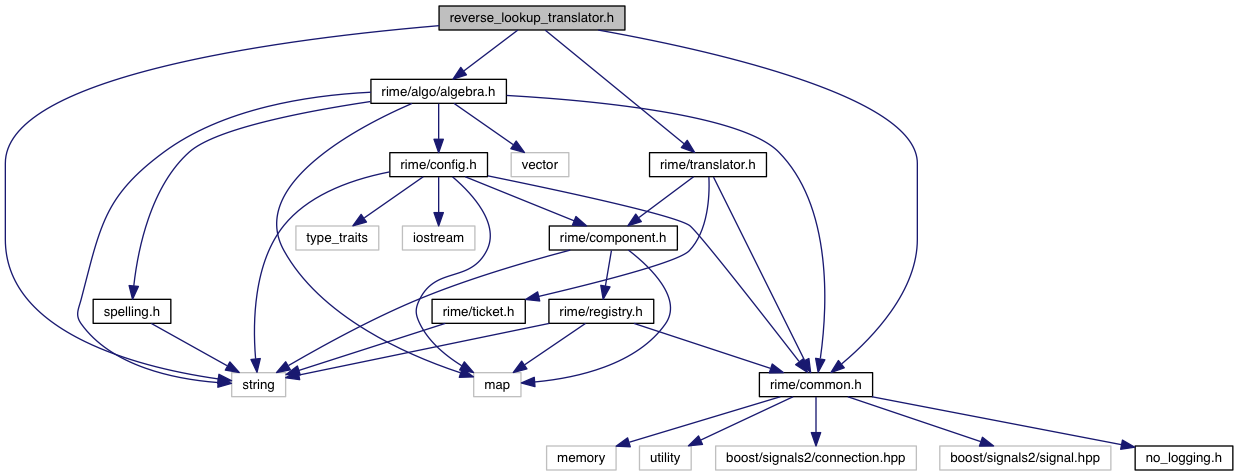 reverse_lookup_translator.h
rime/algo/algebra.h
rime/config.h
vector
rime/translator.h
type_traits
iostream
rime/component.h
spelling.h
rime/ticket.h
rime/registry.h
string
map
rime/common.h
memory
utility
boost/signals2/connection.hpp
boost/signals2/signal.hpp
no_logging.h